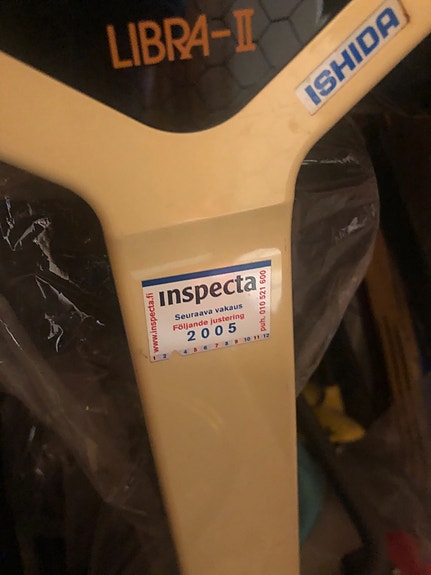 LIBRA-II
ISHIDA
inspecta
Seuraava vakaus
Följande justering
2005
1 2 4 5 6 7 8 9 10 11 12
www.inspecta.fi
puh. 010 521 600